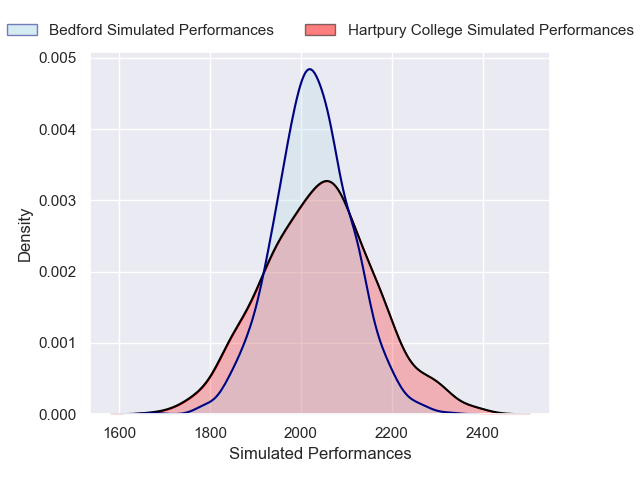 Bedford Simulated Performances Hartpury College Simulated Performances
0.005
0.004
0.003
0.002
0.001
0.000
Density
1600 1800 2000 2200 2400
Simulated Performances